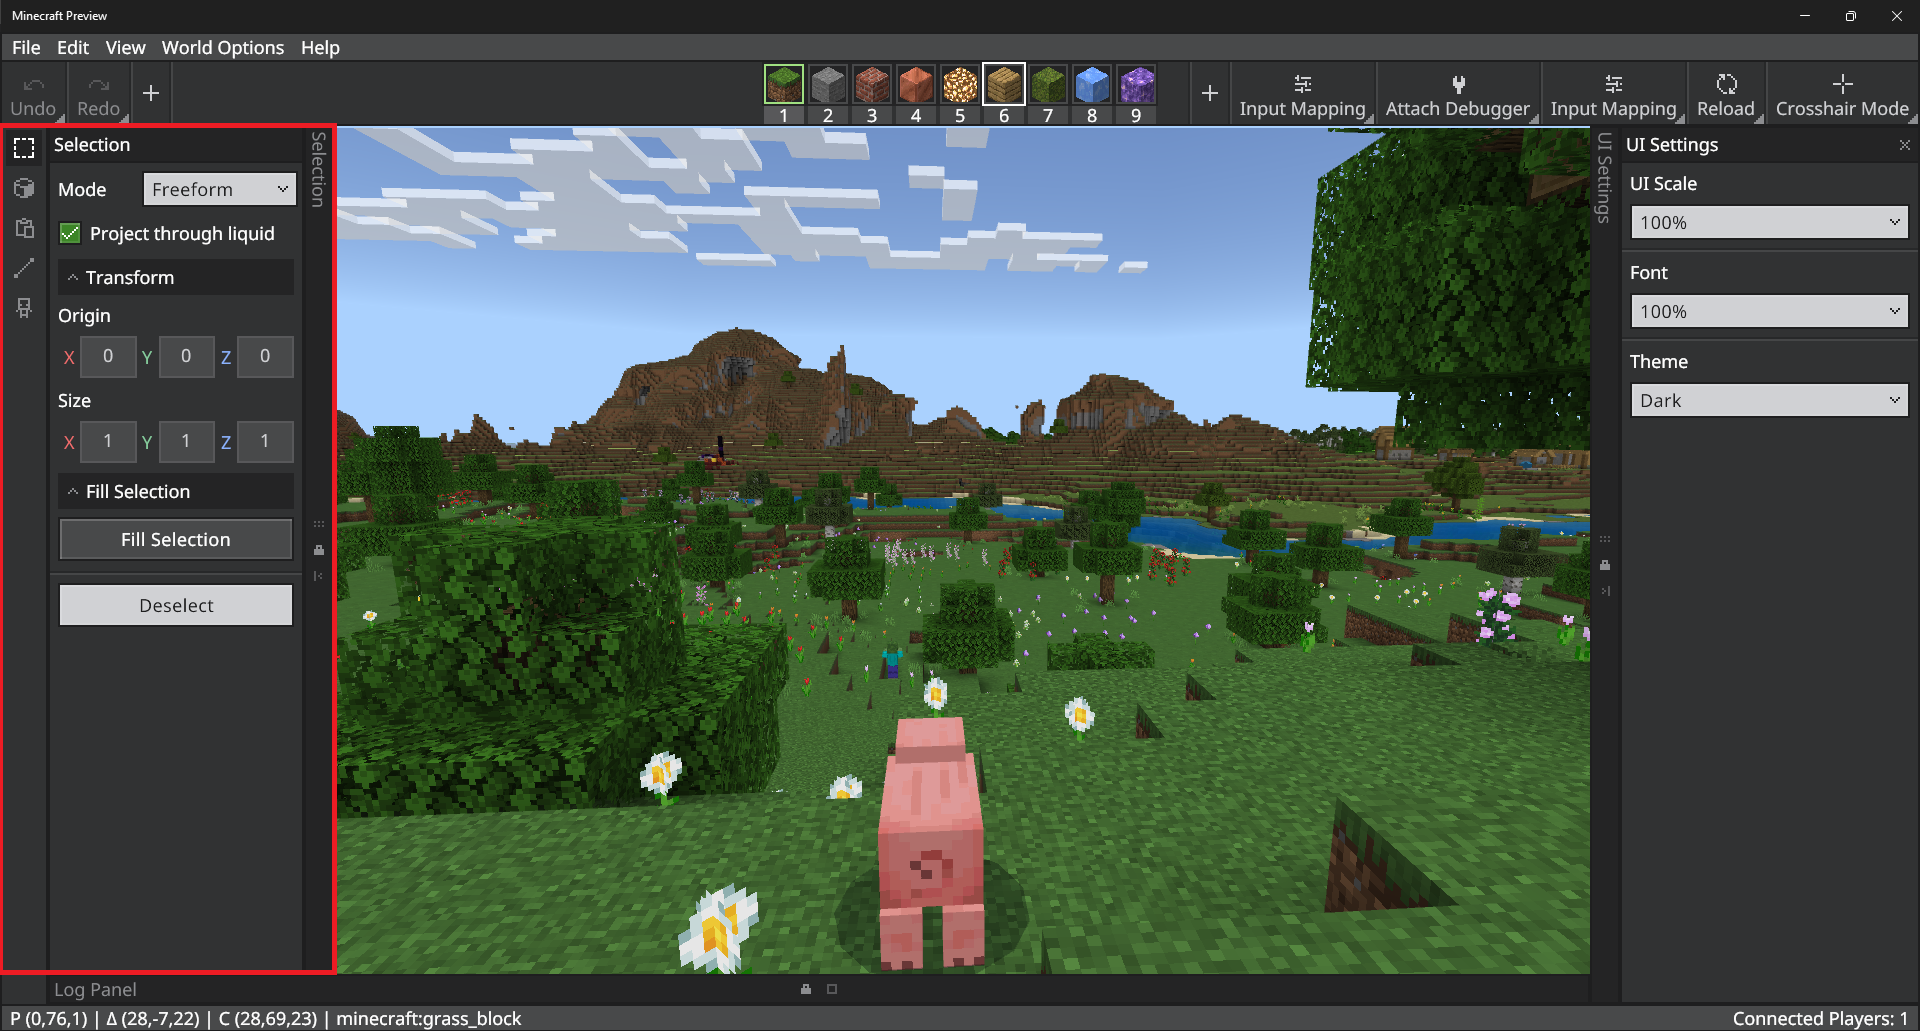 Minecraft Preview
File Edit View World Options Help
Undo Redo
1 2 3 4 5 6 7 8 9
Input Mapping Attach Debugger Input Mapping Reload Crosshair Mode
Selection
Selection
Mode Freeform
Project through liquid
Transform
Origin
X 0 Y 0 Z 0
Size
X 1 Y 1 Z 1
Fill Selection
Fill Selection
Deselect
UI Settings
UI Settings
UI Scale
100%
Font
100%
Theme
Dark
Log Panel
P (0,76,1) | Δ (28,-7,22) | C (28,69,23) | minecraft:grass_block
Connected Players: 1